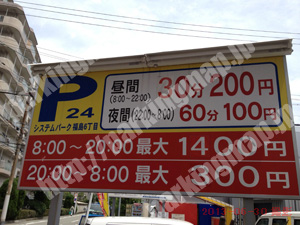 P 24
システムパーク 福島6丁目
昼間 (8:00～22:00) 30分 200円
夜間 (22:00～8:00) 60分 100円
8:00～20:00 最大 1400円
20:00～8:00 最大 300円